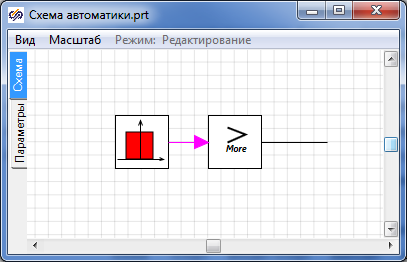 Схема автоматики.prt
Вид Масштаб Режим: Редактирование
Схема
Параметры
>
More